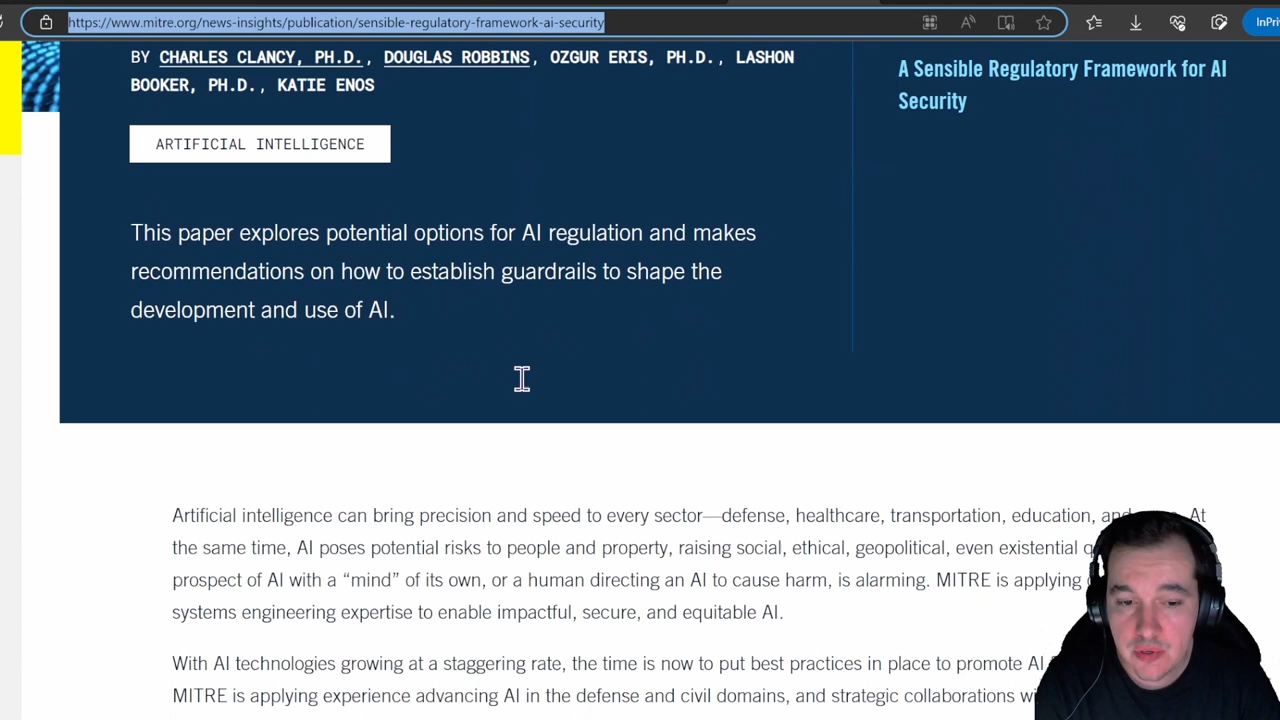 https://www.mitre.org/news-insights/publication/sensible-regulatory-framework-ai-security
InPri
BY CHARLES CLANCY, PH.D., DOUGLAS ROBBINS, OZGUR ERIS, PH.D., LASHON
BOOKER, PH.D., KATIE ENOS
A Sensible Regulatory Framework for AI
Security
ARTIFICIAL INTELLIGENCE
This paper explores potential options for AI regulation and makes
recommendations on how to establish guardrails to shape the
development and use of AI.
Artificial intelligence can bring precision and speed to every sector—defense, healthcare, transportation, education, and At
the same time, AI poses potential risks to people and property, raising social, ethical, geopolitical, even existential
prospect of AI with a “mind” of its own, or a human directing an AI to cause harm, is alarming. MITRE is applying
systems engineering expertise to enable impactful, secure, and equitable AI.
With AI technologies growing at a staggering rate, the time is now to put best practices in place to promote AI
MITRE is applying experience advancing AI in the defense and civil domains, and strategic collaborations